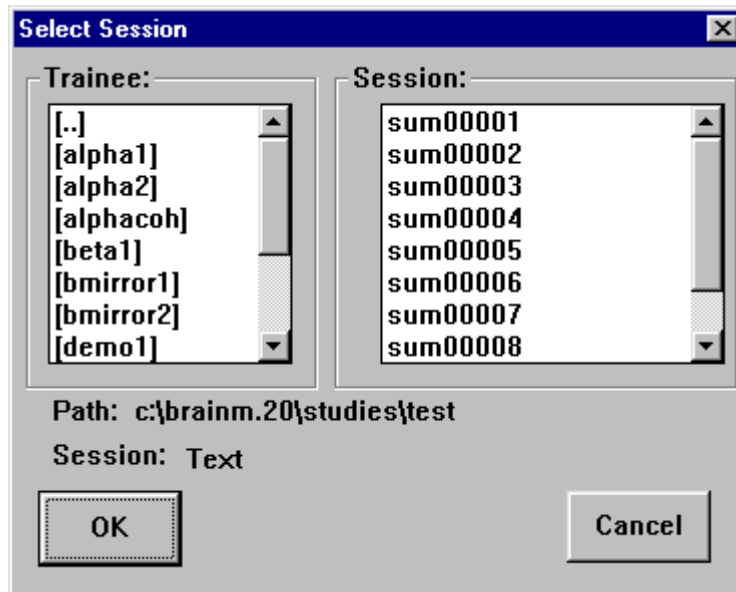 Select Session
Trainee:
[..]
[alpha1]
[alpha2]
[alphacoh]
[beta1]
[bmirror1]
[bmirror2]
[demo1]
Session:
sum00001
sum00002
sum00003
sum00004
sum00005
sum00006
sum00007
sum00008
Path: c:\brainm.20\studies\test
Session: Text
OK
Cancel